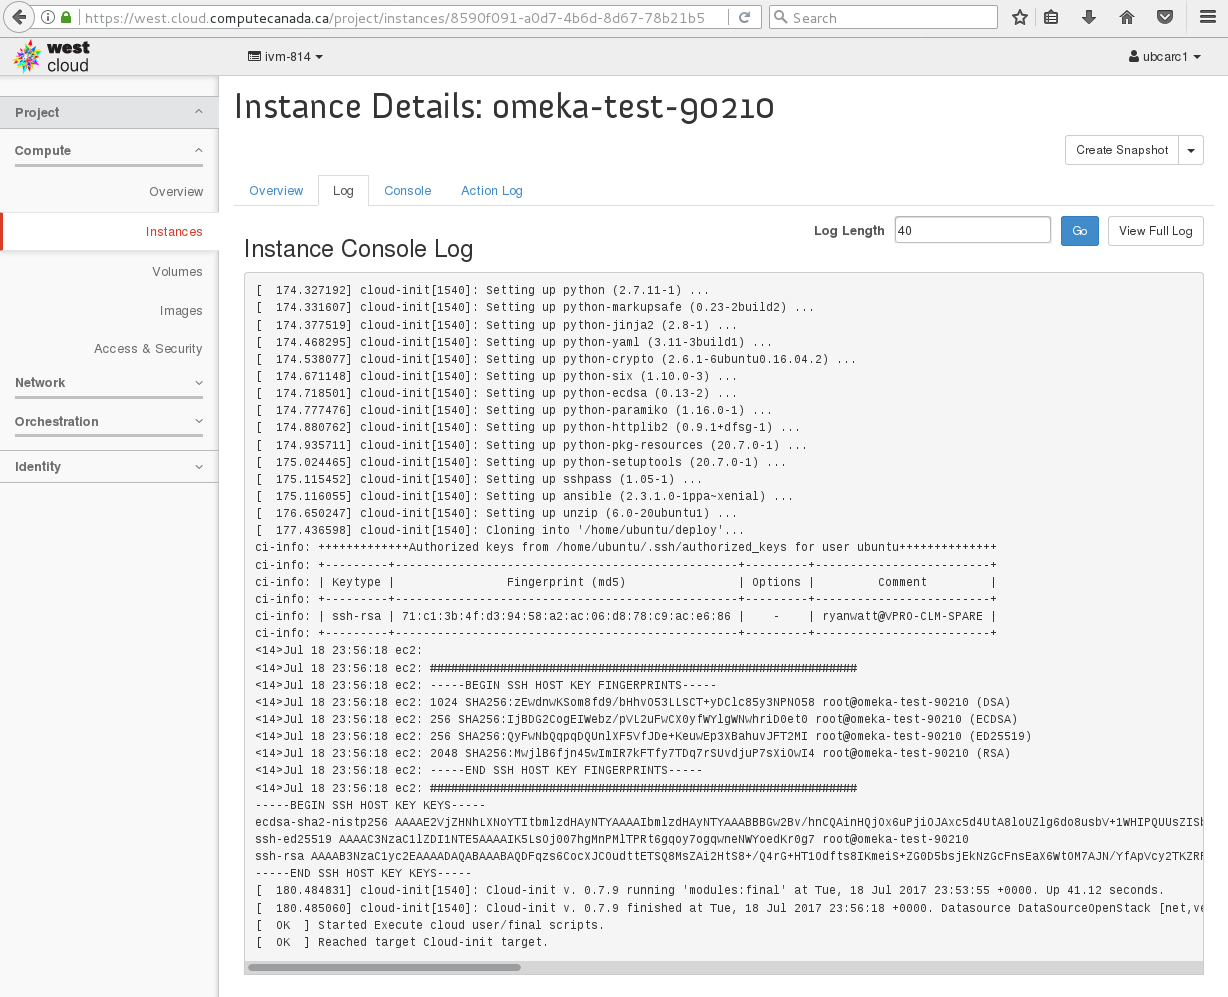 https://west.cloud.computecanada.ca/project/instances/8590f091-a0d7-4b6d-8d67-78b21b5
Search
west
cloud
ivm-814
ubcarc1
Project
Compute
Overview
Instances
Volumes
Images
Access & Security
Network
Orchestration
Identity
Instance Details: omeka-test-90210
Create Snapshot
Overview
Log
Console
Action Log
Instance Console Log
Log Length
40
Go
View Full Log
[  174.327192] cloud-init[1540]: Setting up python (2.7.11-1) ...
[  174.331607] cloud-init[1540]: Setting up python-markupsafe (0.23-2build2) ...
[  174.377519] cloud-init[1540]: Setting up python-jinja2 (2.8-1) ...
[  174.468295] cloud-init[1540]: Setting up python-yaml (3.11-3build1) ...
[  174.538077] cloud-init[1540]: Setting up python-crypto (2.6.1-6ubuntu0.16.04.2) ...
[  174.671148] cloud-init[1540]: Setting up python-six (1.10.0-3) ...
[  174.718501] cloud-init[1540]: Setting up python-ecdsa (0.13-2) ...
[  174.777476] cloud-init[1540]: Setting up python-paramiko (1.16.0-1) ...
[  174.880762] cloud-init[1540]: Setting up python-httplib2 (0.9.1+dfsg-1) ...
[  174.935711] cloud-init[1540]: Setting up python-pkg-resources (20.7.0-1) ...
[  175.024465] cloud-init[1540]: Setting up python-setuptools (20.7.0-1) ...
[  175.115452] cloud-init[1540]: Setting up sshpass (1.05-1) ...
[  175.116055] cloud-init[1540]: Setting up ansible (2.3.1.0-1ppa~xenial) ...
[  176.650247] cloud-init[1540]: Setting up unzip (6.0-20ubuntu1) ...
[  177.436598] cloud-init[1540]: Cloning into '/home/ubuntu/deploy'...
ci-info: +++++++++++++Authorized keys from /home/ubuntu/.ssh/authorized_keys for user ubuntu++++++++++++++
ci-info: +---------+-------------------------------------------------+---------+-------------------------+
ci-info: | Keytype |                Fingerprint (md5)                | Options |         Comment         |
ci-info: +---------+-------------------------------------------------+---------+-------------------------+
ci-info: | ssh-rsa | 71:c1:3b:4f:d3:94:58:a2:ac:06:d8:78:c9:ac:e6:86 |    -    | ryanwatt@VPRO-CLM-SPARE |
ci-info: +---------+-------------------------------------------------+---------+-------------------------+
<14>Jul 18 23:56:18 ec2:
<14>Jul 18 23:56:18 ec2: #############################################################
<14>Jul 18 23:56:18 ec2: -----BEGIN SSH HOST KEY FINGERPRINTS-----
<14>Jul 18 23:56:18 ec2: 1024 SHA256:zEwdnwKSom8fd9/bHhvO53LLSCT+yDClc85y3NPNO58 root@omeka-test-90210 (DSA)
<14>Jul 18 23:56:18 ec2: 256 SHA256:IjBDG2CogEIWebz/pVL2uFwCX0yfWYlgWNwhriD0et0 root@omeka-test-90210 (ECDSA)
<14>Jul 18 23:56:18 ec2: 256 SHA256:QyFwNbQqpqDQUnlXF5VfJDe+KeuwEp3XBahuvJFT2MI root@omeka-test-90210 (ED25519)
<14>Jul 18 23:56:18 ec2: 2048 SHA256:MwjlB6fjn45wImIR7kFTfy7TDq7rSUvdjuP7sXiOwI4 root@omeka-test-90210 (RSA)
<14>Jul 18 23:56:18 ec2: -----END SSH HOST KEY FINGERPRINTS-----
<14>Jul 18 23:56:18 ec2: #############################################################
-----BEGIN SSH HOST KEY KEYS-----
ecdsa-sha2-nistp256 AAAAE2VjZHNhLXNoYTItbmlzdHAyNTYAAAAIbmlzdHAyNTYAAABBBGw2Bv/hnCQAinHQjOx6uPjiOJAxc5d4UtA8loUZlg6do8usbV+1WHIPQUUsZISb
ssh-ed25519 AAAAC3NzaC1lZDI1NTE5AAAAIK5LsOj007hgMnPMlTPRt6gqoy7ogqwneNWYoedKr0g7 root@omeka-test-90210
ssh-rsa AAAAB3NzaC1yc2EAAAADAQABAAABAQDFqzs6CocXJCOudttETSQ8MsZAi2HtS8+/Q4rG+HT1Odfts8IKmeiS+ZG0D5bsjEkNzGcFnsEaX6WtOM7AJN/YfApVcy2TKZRF
-----END SSH HOST KEY KEYS-----
[  180.484831] cloud-init[1540]: Cloud-init v. 0.7.9 running 'modules:final' at Tue, 18 Jul 2017 23:53:55 +0000. Up 41.12 seconds.
[  180.485060] cloud-init[1540]: Cloud-init v. 0.7.9 finished at Tue, 18 Jul 2017 23:56:18 +0000. Datasource DataSourceOpenStack [net,ve
[  OK  ] Started Execute cloud user/final scripts.
[  OK  ] Reached target Cloud-init target.